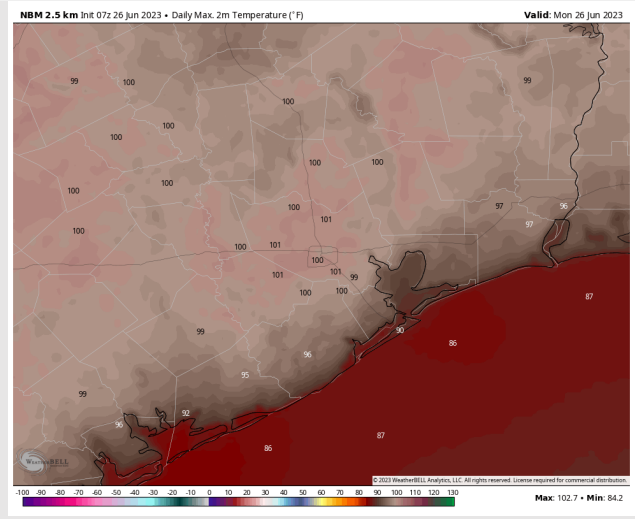 NBM 2.5 km Init 07z 26 Jun 2023 • Daily Max. 2m Temperature (°F) Valid: Mon 26 Jun 2023
99 100 99
100
100
100
100 100
100
100
100 97 96
101 97
100
100 101
100
101 101 99
100 100 87
99 90
86
96
95
99
92
96
87
86
WEATHERBELL
© 2023 WeatherBELL Analytics, LLC. All rights reserved. License required for commercial distribution.
-100 -90 -80 -70 -60 -50 -40 -30 -20 -10 0 10 20 30 40 50 60 70 80 90 100 110 120 130
Max: 102.7 • Min: 84.2